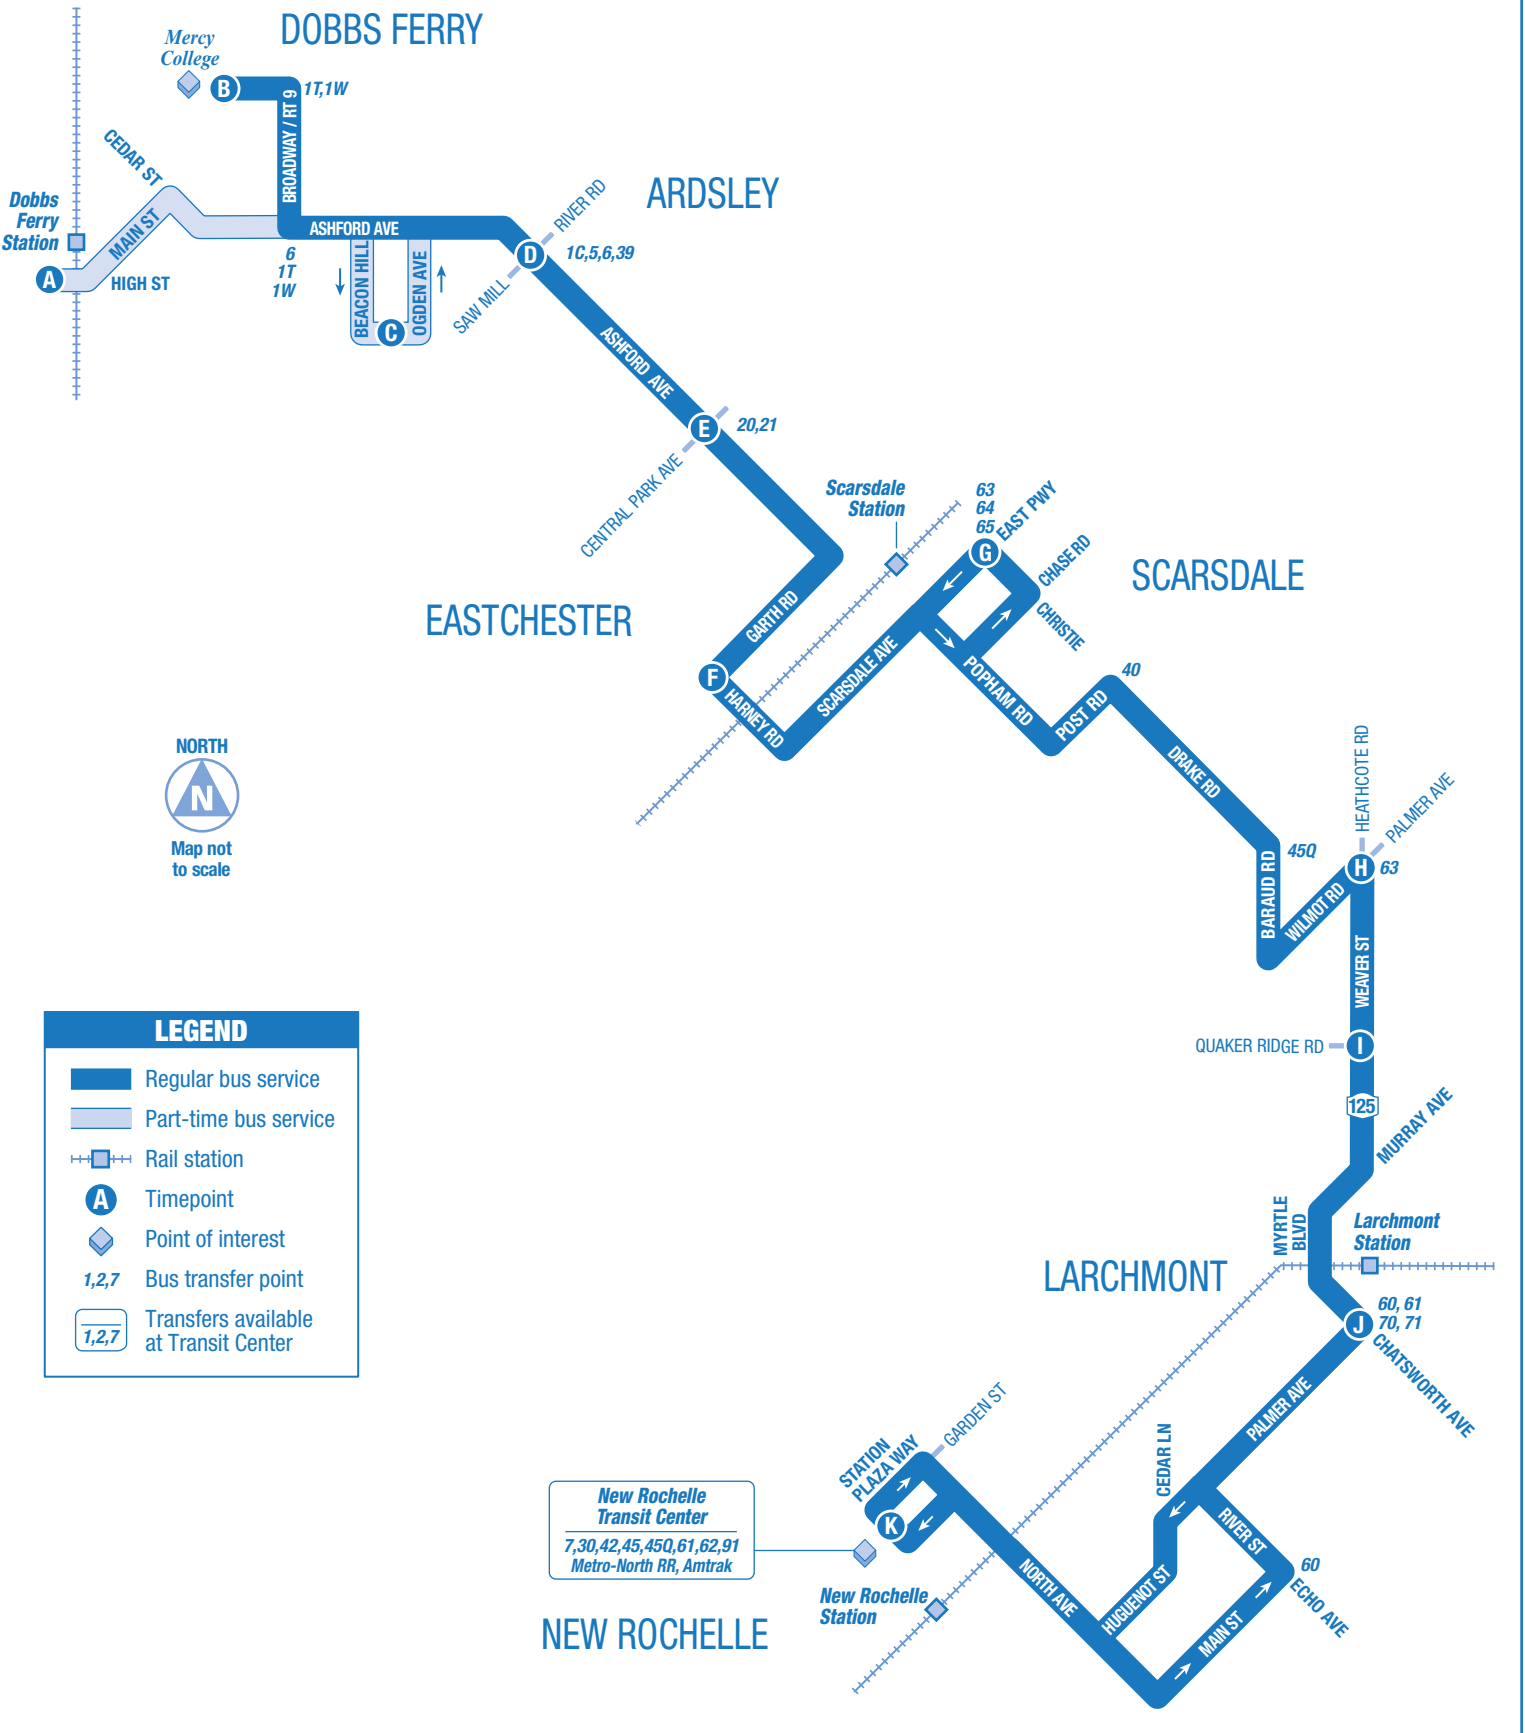 DOBBS FERRY
Mercy
College
B
1T,1W
BROADWAY / RT 9
CEDAR ST
MAIN ST
Dobbs
Ferry
Station
A
HIGH ST
ASHFORD AVE
6
1T
1W
BEACON HILL
C
OGDEN AVE
ARDSLEY
RIVER RD
D
1C,5,6,39
SAW MILL
ASHFORD AVE
E
20,21
CENTRAL PARK AVE
EASTCHESTER
GARTH RD
F
HARNEY RD
SCARSDALE AVE
Scarsdale
Station
63
64
65
EAST PWY
G
CHASE RD
CHRISTIE
SCARSDALE
POPHAM RD
POST RD
40
DRAKE RD
45Q
BARAUD RD
WILMOT RD
HEATHCOTE RD
PALMER AVE
H
63
WEAVER ST
QUAKER RIDGE RD
I
125
MURRAY AVE
MYRTLE
BLVD
Larchmont
Station
LARCHMONT
60, 61
70, 71
J
CHATSWORTH AVE
PALMER AVE
CEDAR LN
RIVER ST
60
ECHO AVE
HUGUENOT ST
MAIN ST
NORTH AVE
GARDEN ST
STATION
PLAZA WAY
K
New Rochelle
Transit Center
7,30,42,45,45Q,61,62,91
Metro-North RR, Amtrak
New Rochelle
Station
NEW ROCHELLE
NORTH
N
Map not
to scale
LEGEND
Regular bus service
Part-time bus service
Rail station
A Timepoint
Point of interest
1,2,7 Bus transfer point
Transfers available
1,2,7 at Transit Center